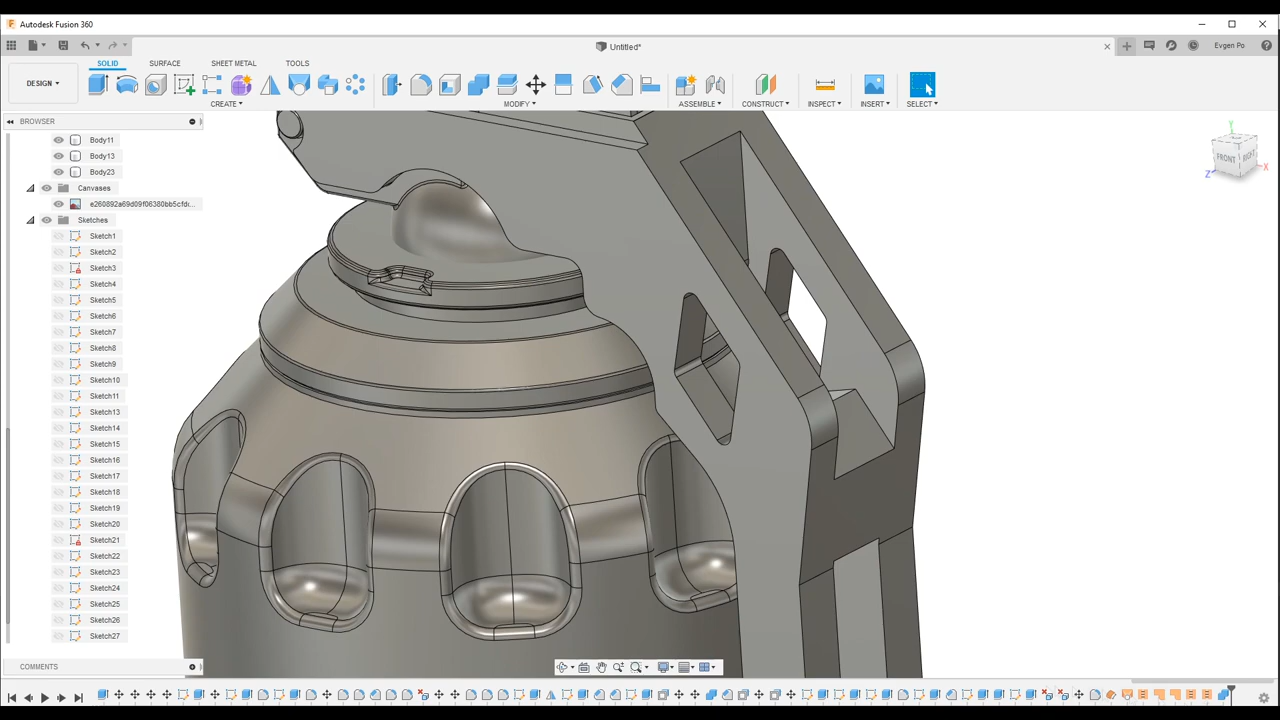 Autodesk Fusion 360
Untitled*
Evgen Po
DESIGN
SOLID SURFACE SHEET METAL TOOLS
CREATE MODIFY ASSEMBLE CONSTRUCT INSPECT INSERT SELECT
BROWSER
Body11
Body13
Body23
Canvases
e260892a69d09f06380bb5cfdc...
Sketches
Sketch1
Sketch2
Sketch3
Sketch4
Sketch5
Sketch6
Sketch7
Sketch8
Sketch9
Sketch10
Sketch11
Sketch13
Sketch14
Sketch15
Sketch16
Sketch17
Sketch18
Sketch19
Sketch20
Sketch21
Sketch22
Sketch23
Sketch24
Sketch25
Sketch26
Sketch27
COMMENTS
Y
FRONT RIGHT
Z X